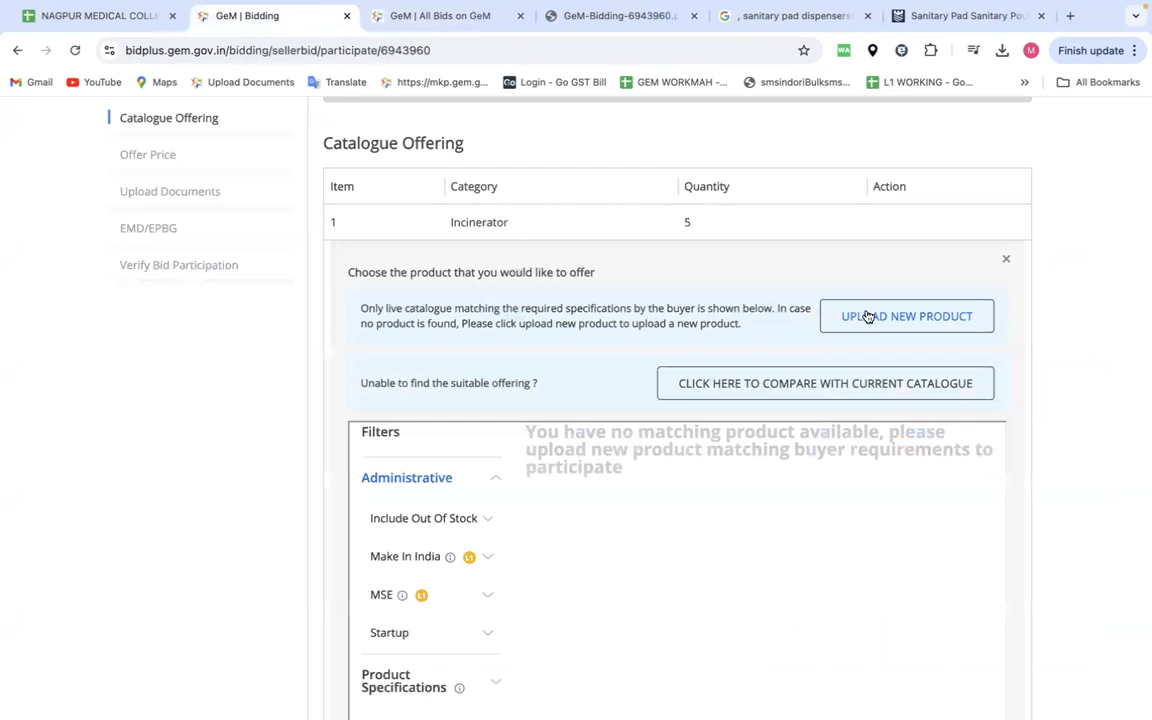 NAGPUR MEDICAL COLL
GeM | Bidding
GeM | All Bids on GeM
GeM-Bidding-6943960.p
, sanitary pad dispensers
Sanitary Pad Sanitary Pou
bidplus.gem.gov.in/bidding/sellerbid/participate/6943960
WA
M
Finish update
Gmail
YouTube
Maps
Upload Documents
Translate
https://mkp.gem.g...
Go
Login - Go GST Bill
GEM WORKMAH -...
smsindoriBulksms...
L1 WORKING - Go...
»
All Bookmarks
Catalogue Offering
Offer Price
Upload Documents
EMD/EPBG
Verify Bid Participation
Catalogue Offering
Item Category Quantity Action
1 Incinerator 5
Choose the product that you would like to offer
Only live catalogue matching the required specifications by the buyer is shown below. In case
no product is found, Please click upload new product to upload a new product.
UPLOAD NEW PRODUCT
Unable to find the suitable offering ?
CLICK HERE TO COMPARE WITH CURRENT CATALOGUE
Filters
You have no matching product available, please
upload new product matching buyer requirements to
participate
Administrative
Include Out Of Stock
Make In India L1
MSE L1
Startup
Product
Specifications